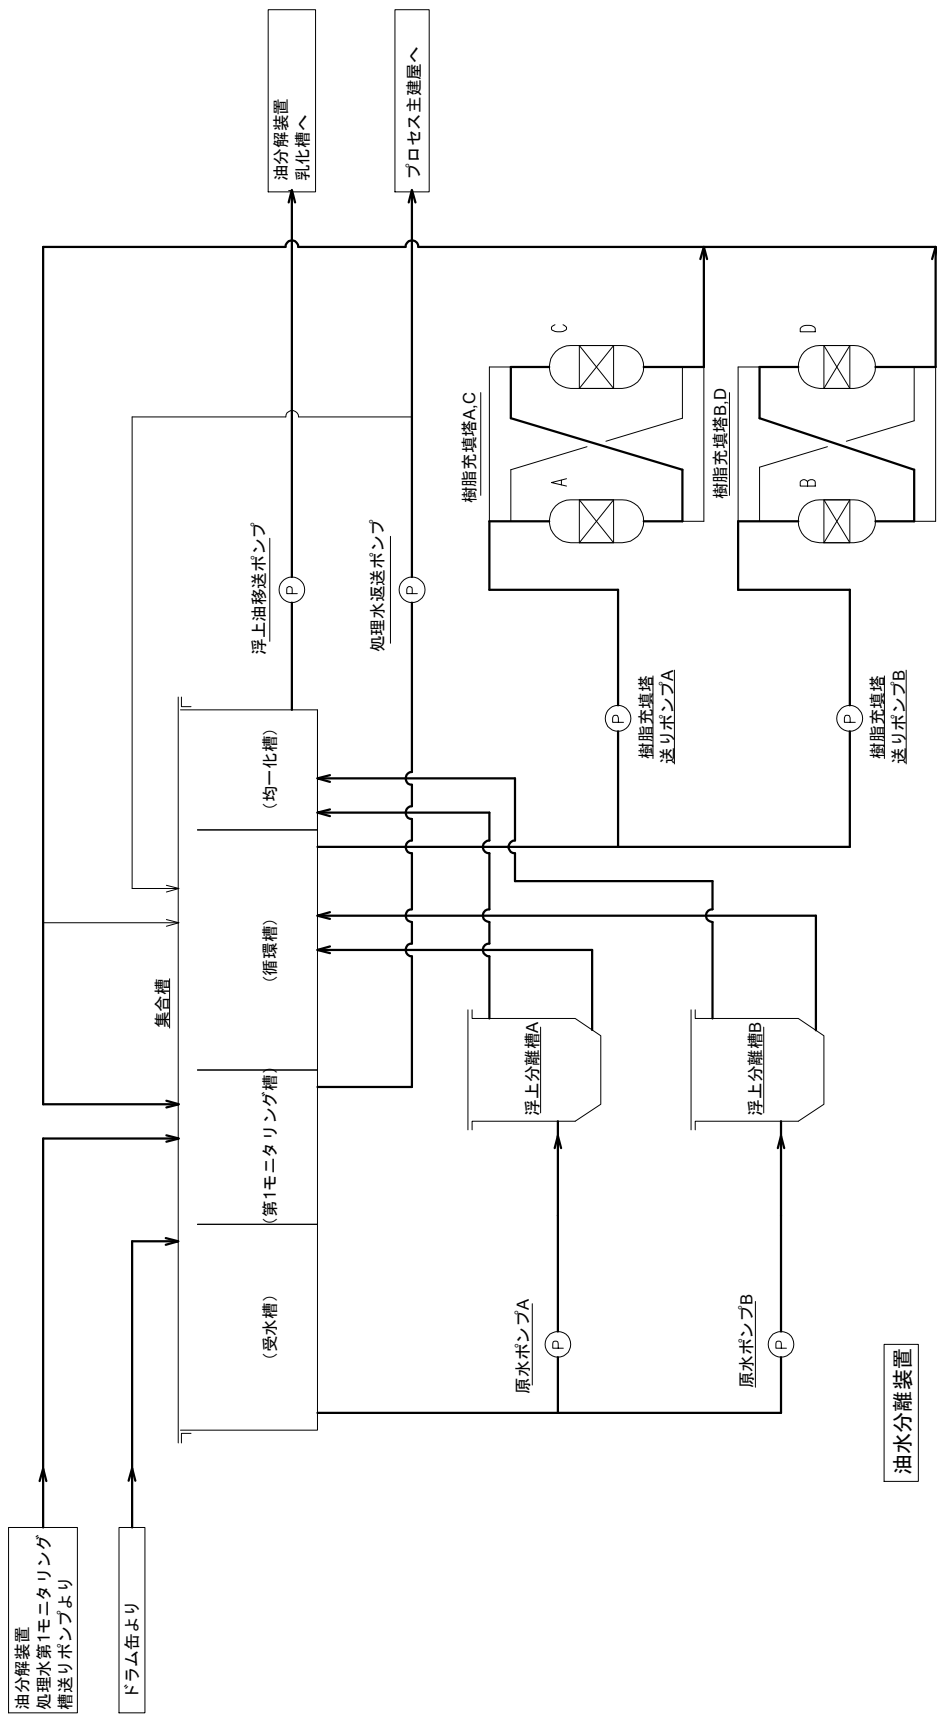 油分解装置
処理水第1モニタリング
槽送りポンプより
ドラム缶より
集合槽
(受水槽)
(第1モニタリング槽)
(循環槽)
(均一化槽)
浮上油移送ポンプ
P
油分解装置
乳化槽へ
処理水返送ポンプ
P
プロセス主建屋へ
原水ポンプA
P
浮上分離槽A
原水ポンプB
P
浮上分離槽B
樹脂充填塔
送りポンプA
P
樹脂充填塔A,C
A
C
樹脂充填塔
送りポンプB
P
樹脂充填塔B,D
B
D
油水分離装置